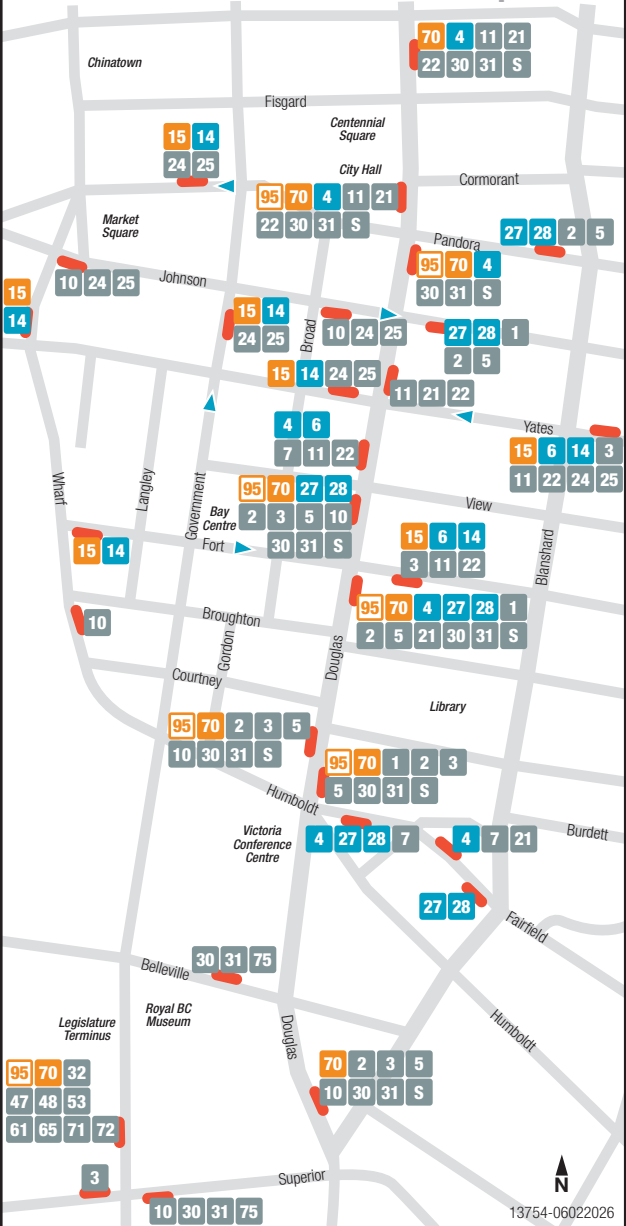 70 4 11 21
22 30 31 S
Chinatown
Fisgard
Centennial
Square
15 14
24 25
City Hall
Cormorant
95 70 4 11 21
22 30 31 S
Market
Square
27 28 2 5
Pandora
95 70 4
30 31 S
10 24 25
Johnson
15
14
15 14
24 25
Broad
10 24 25
27 28 1
2 5
15 14 24 25
11 21 22
4 6
7 11 22
Yates
15 6 14 3
11 22 24 25
Wharf
Langley
Government
95 70 27 28
2 3 5 10
30 31 S
Bay
Centre
View
Fort
15 14
15 6 14
3 11 22
Blanshard
95 70 4 27 28 1
2 5 21 30 31 S
10
Broughton
Gordon
Douglas
Courtney
Library
95 70 2 3 5
10 30 31 S
95 70 1 2 3
5 30 31 S
Humboldt
Victoria
Conference
Centre
4 27 28 7
4 7 21
Burdett
27 28
Fairfield
Belleville
30 31 75
Royal BC
Museum
Legislature
Terminus
Douglas
Humboldt
95 70 32
47 48 53
61 65 71 72
70 2 3 5
10 30 31 S
3
Superior
10 30 31 75
N
13754-06022026